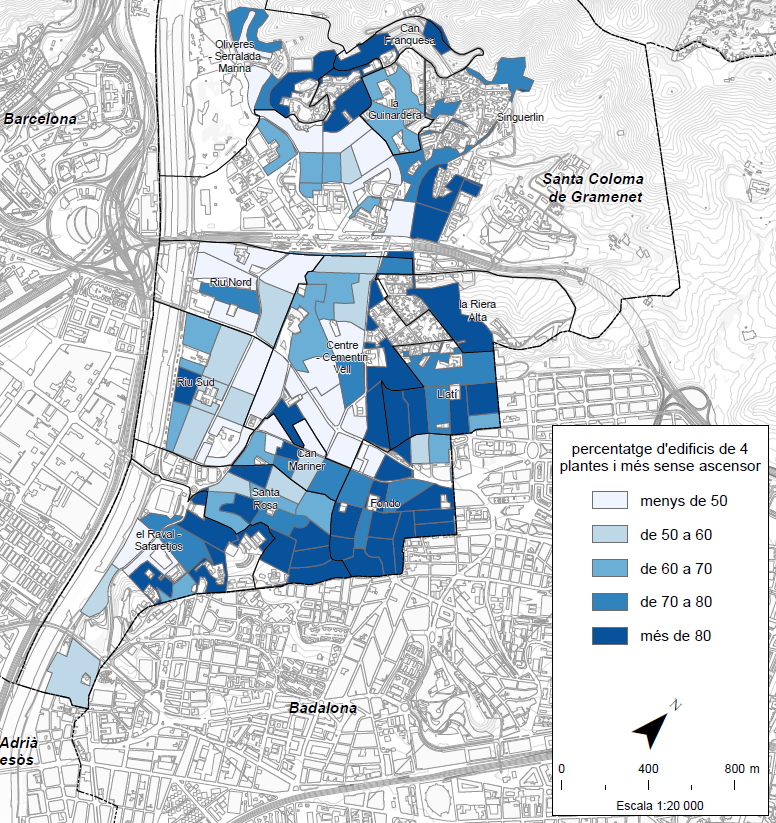 Can
Franquesa
Oliveres
- Serralada
Marina
la
Guinardera
Singuerlin
Barcelona
Santa Coloma
de Gramenet
Riu Nord
la Riera
Alta
Centre
- Cementiri
Vell
Riu Sud
Llatí
Can
Mariner
Santa
Rosa
Fondo
el Raval -
Safaretjos
Badalona
Adrià
esòs
percentatge d'edificis de 4
plantes i més sense ascensor
menys de 50
de 50 a 60
de 60 a 70
de 70 a 80
més de 80
N
0 400 800 m
Escala 1:20 000